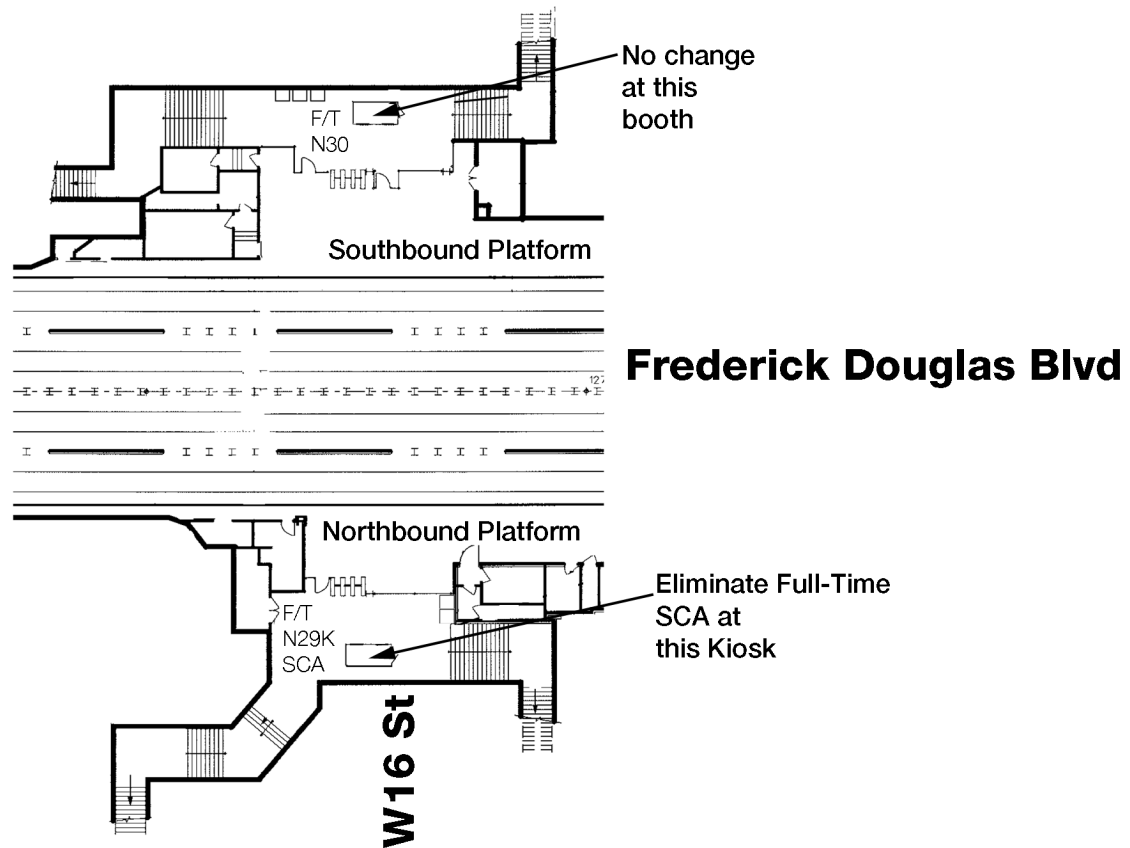 No change
at this
booth
F/T
N30
Southbound Platform
Frederick Douglas Blvd
127
Northbound Platform
Eliminate Full-Time
SCA at
this Kiosk
F/T
N29K
SCA
W16 St